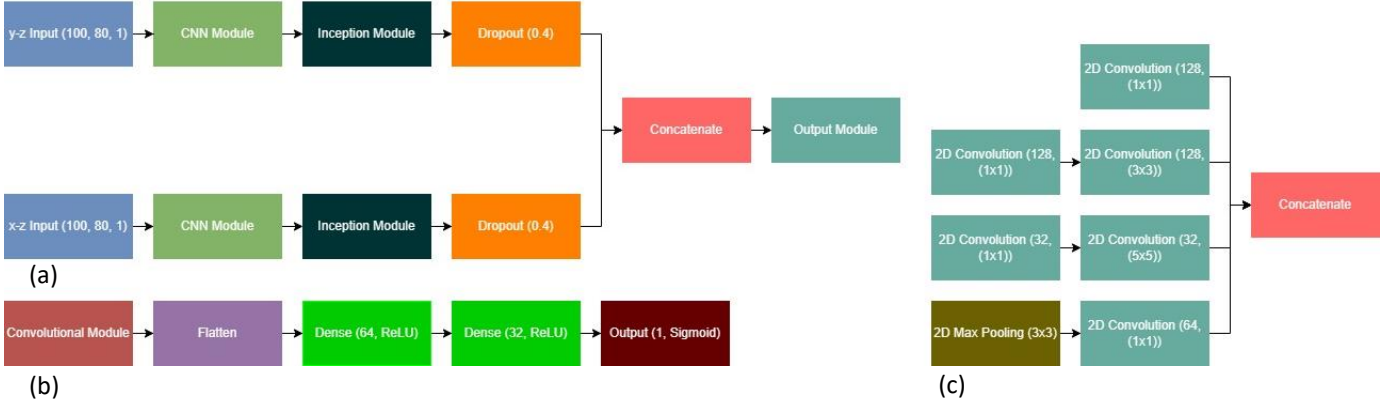 y-z Input (100, 80, 1)
CNN Module
Inception Module
Dropout (0.4)
Concatenate
Output Module
x-z Input (100, 80, 1)
CNN Module
Inception Module
Dropout (0.4)
(a)
Convolutional Module
Flatten
Dense (64, ReLU)
Dense (32, ReLU)
Output (1, Sigmoid)
(b)
2D Convolution (128,
(1x1))
2D Convolution (128,
(1x1))
2D Convolution (128,
(3x3))
2D Convolution (32,
(1x1))
2D Convolution (32,
(5x5))
2D Max Pooling (3x3)
2D Convolution (64,
(1x1))
Concatenate
(c)